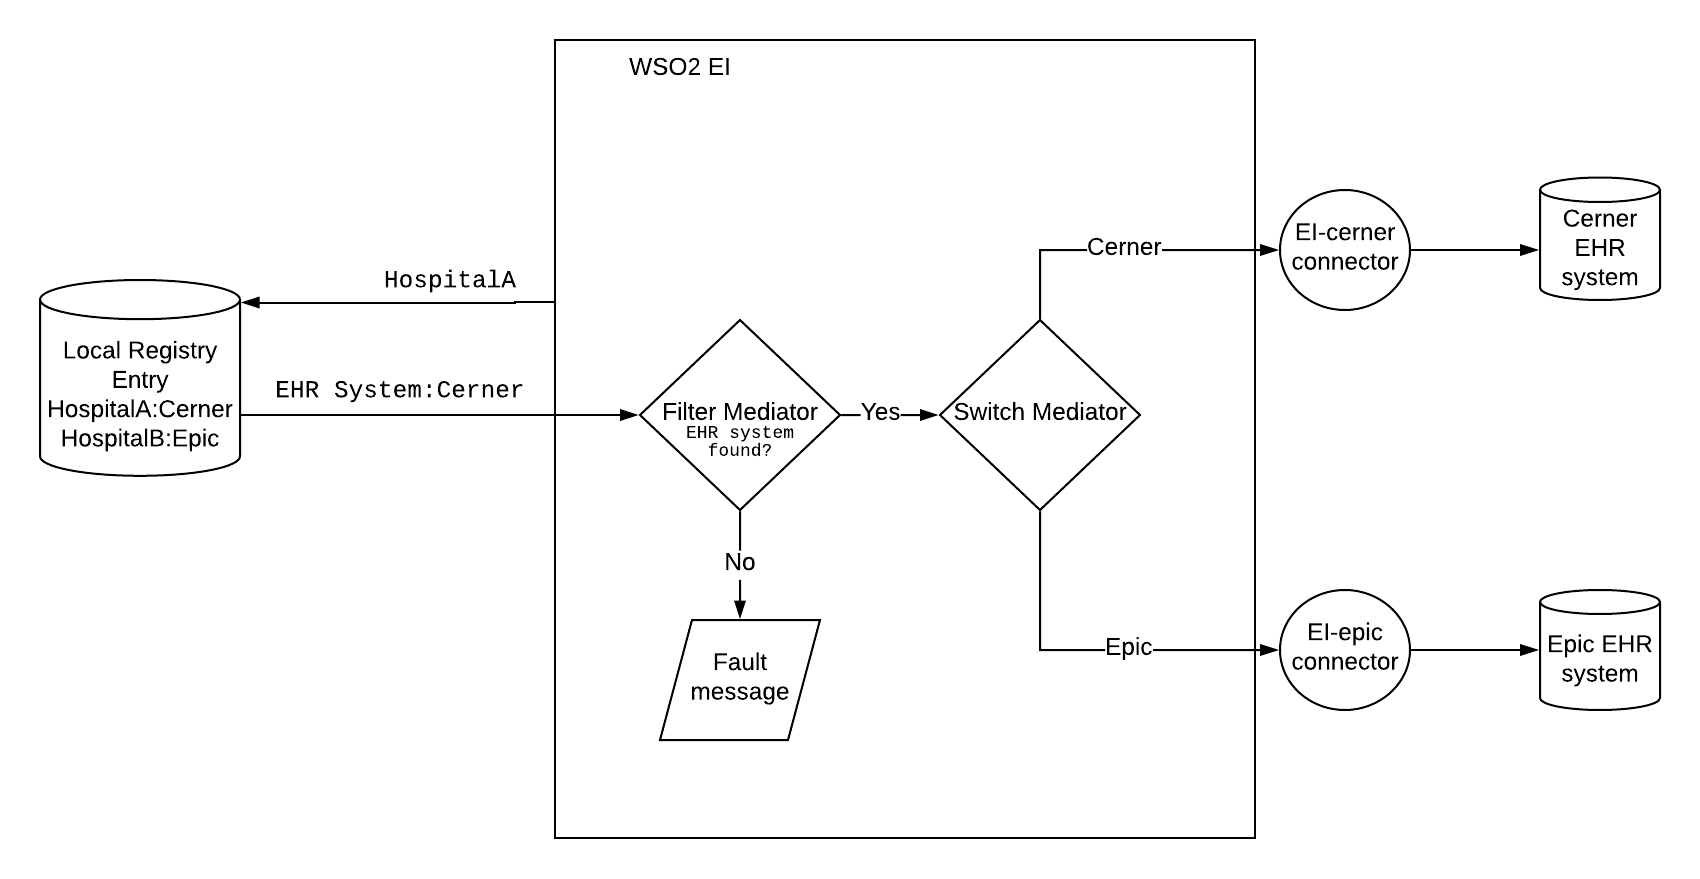 WSO2 EI
HospitalA
Local Registry
Entry
HospitalA:Cerner
HospitalB:Epic
EHR System:Cerner
Filter Mediator
EHR system
found?
Yes
Switch Mediator
No
Fault
message
Cerner
EI-cerner
connector
Cerner
EHR
system
Epic
EI-epic
connector
Epic EHR
system